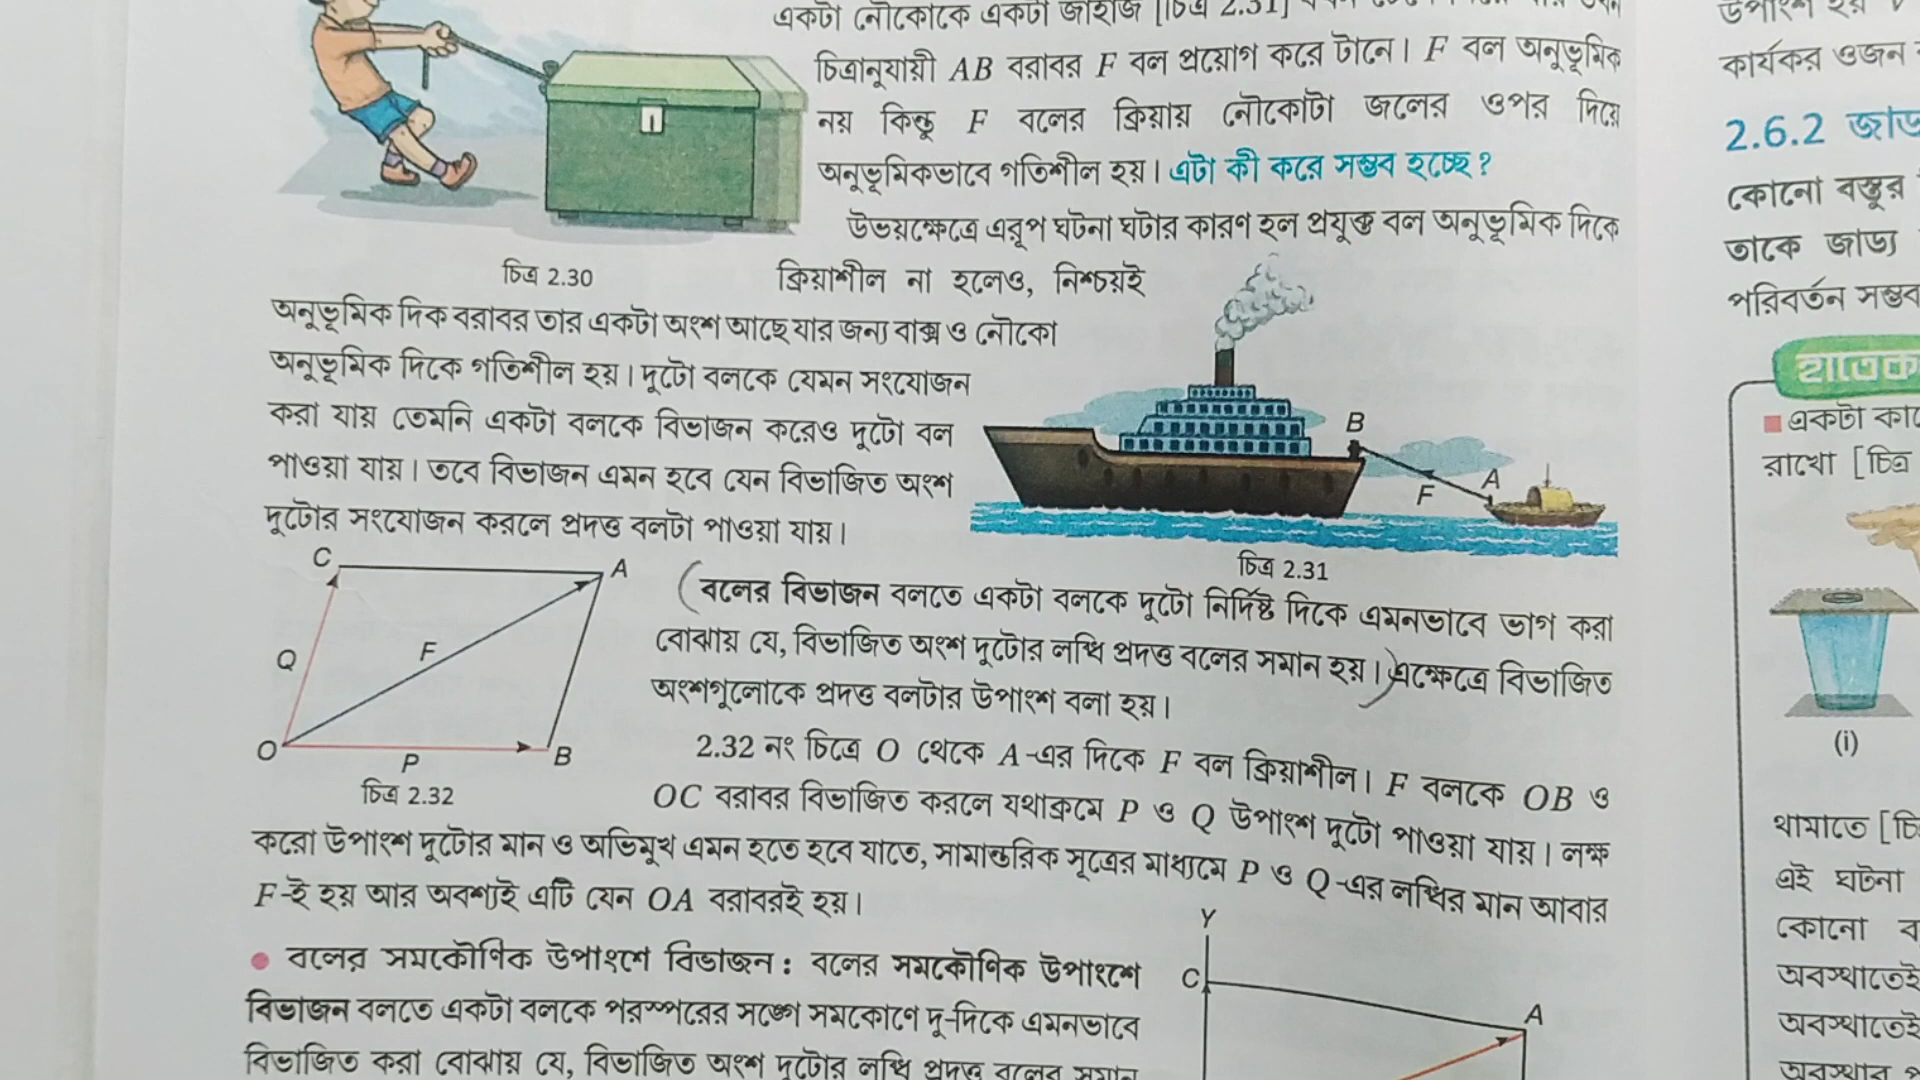 একটা নৌকোকে একটা জাহাজ [চিত্র 2.31]
চিত্রানুযায়ী AB বরাবর F বল প্রয়োগ করে টানে। F বল অনুভূমিক
নয় কিন্তু F বলের ক্রিয়ায় নৌকোটা জলের ওপর দিয়ে
অনুভূমিকভাবে গতিশীল হয়। এটা কী করে সম্ভব হচ্ছে?
উভয়ক্ষেত্রে এরূপ ঘটনা ঘটার কারণ হল প্রযুক্ত বল অনুভূমিক দিকে
চিত্র 2.30
ক্রিয়াশীল না হলেও, নিশ্চয়ই
অনুভূমিক দিক বরাবর তার একটা অংশ আছে যার জন্য বাক্স ও নৌকো
অনুভূমিক দিকে গতিশীল হয়। দুটো বলকে যেমন সংযোজন
করা যায় তেমনি একটা বলকে বিভাজন করেও দুটো বল
পাওয়া যায়। তবে বিভাজন এমন হবে যেন বিভাজিত অংশ
দুটোর সংযোজন করলে প্রদত্ত বলটা পাওয়া যায়।
B
A
F
চিত্র 2.31
C
A
Q
F
O
P
B
চিত্র 2.32
(বলের বিভাজন বলতে একটা বলকে দুটো নির্দিষ্ট দিকে এমনভাবে ভাগ করা
বোঝায় যে, বিভাজিত অংশ দুটোর লব্ধি প্রদত্ত বলের সমান হয়।) এক্ষেত্রে বিভাজিত
অংশগুলোকে প্রদত্ত বলটার উপাংশ বলা হয়।
2.32 নং চিত্রে O থেকে A-এর দিকে F বল ক্রিয়াশীল। F বলকে OB ও
OC বরাবর বিভাজিত করলে যথাক্রমে P ও Q উপাংশ দুটো পাওয়া যায়। লক্ষ
করো উপাংশ দুটোর মান ও অভিমুখ এমন হতে হবে যাতে, সামান্তরিক সূত্রের মাধ্যমে P ও Q-এর লব্ধির মান আবার
F-ই হয় আর অবশ্যই এটি যেন OA বরাবরই হয়।
● বলের সমকৌণিক উপাংশে বিভাজন : বলের সমকৌণিক উপাংশে
বিভাজন বলতে একটা বলকে পরস্পরের সঙ্গে সমকোণে দু-দিকে এমনভাবে
বিভাজিত করা বোঝায় যে, বিভাজিত অংশ দুটোর লব্ধি প্রদত্ত বলের সমান
Y
C
A
উপাংশ হয়
কার্যকর ওজন
2.6.2
কোনো বস্তুর
তাকে জাড্য
পরিবর্তন সম্ভব
হাতেক
■ একটা
রাখো [চিত্র
(i)
থামাতে
এই ঘটনা
কোনো
অবস্থাতেই
অবস্থাতেই
অবস্থার